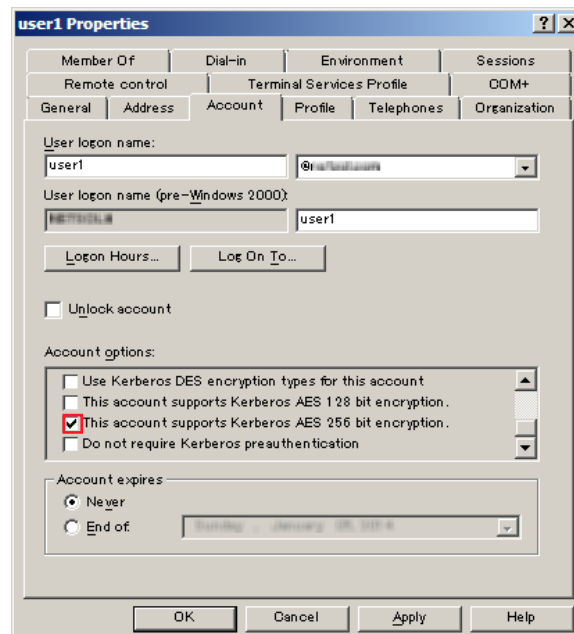 user1 Properties ? X
Member Of Dial-in Environment Sessions
Remote control Terminal Services Profile COM+
General Address Account Profile Telephones Organization
User logon name:
user1 @
User logon name (pre-Windows 2000):
user1
Logon Hours... Log On To...
Unlock account
Account options:
Use Kerberos DES encryption types for this account
This account supports Kerberos AES 128 bit encryption.
This account supports Kerberos AES 256 bit encryption.
Do not require Kerberos preauthentication
Account expires
Never
End of:
OK Cancel Apply Help